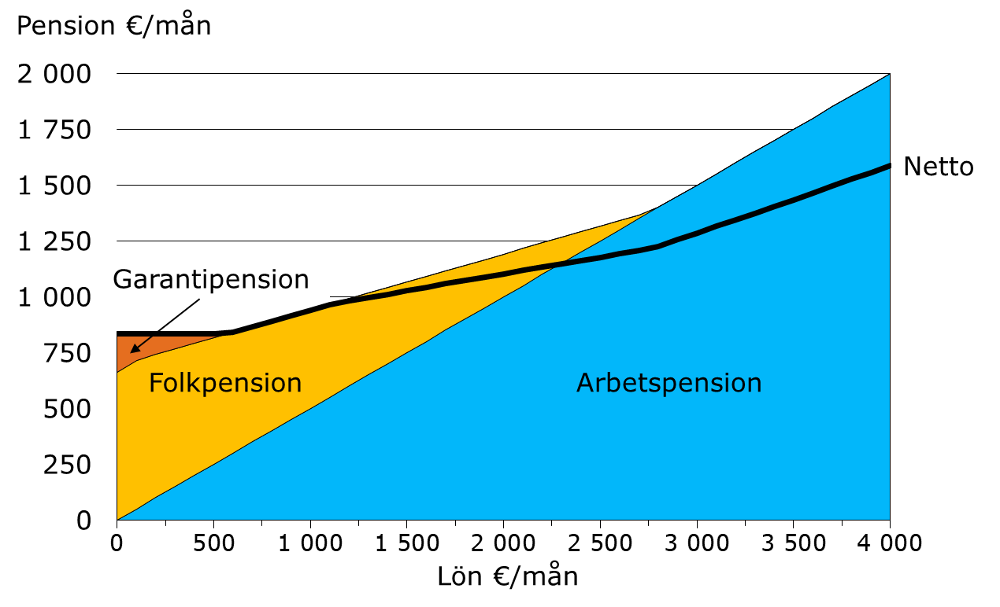 Pension €/mån
2 000
1 750
1 500
Netto
1 250
Garantipension
1 000
750
Folkpension
Arbetspension
500
250
0
0 500 1 000 1 500 2 000 2 500 3 000 3 500 4 000
Lön €/mån